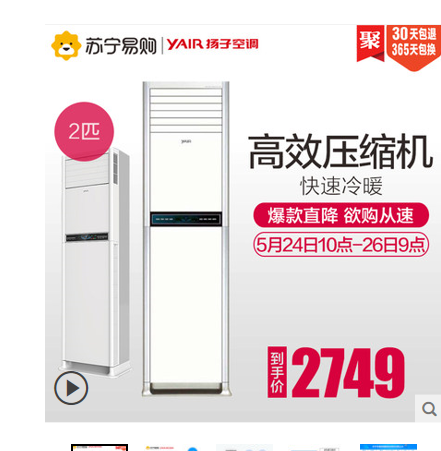 苏宁易购 YAIR 扬子空调
聚 30天包退
365天包换
2匹
高效压缩机
快速冷暖
爆款直降 欲购从速
5月24日10点-26日9点
到手价 2749